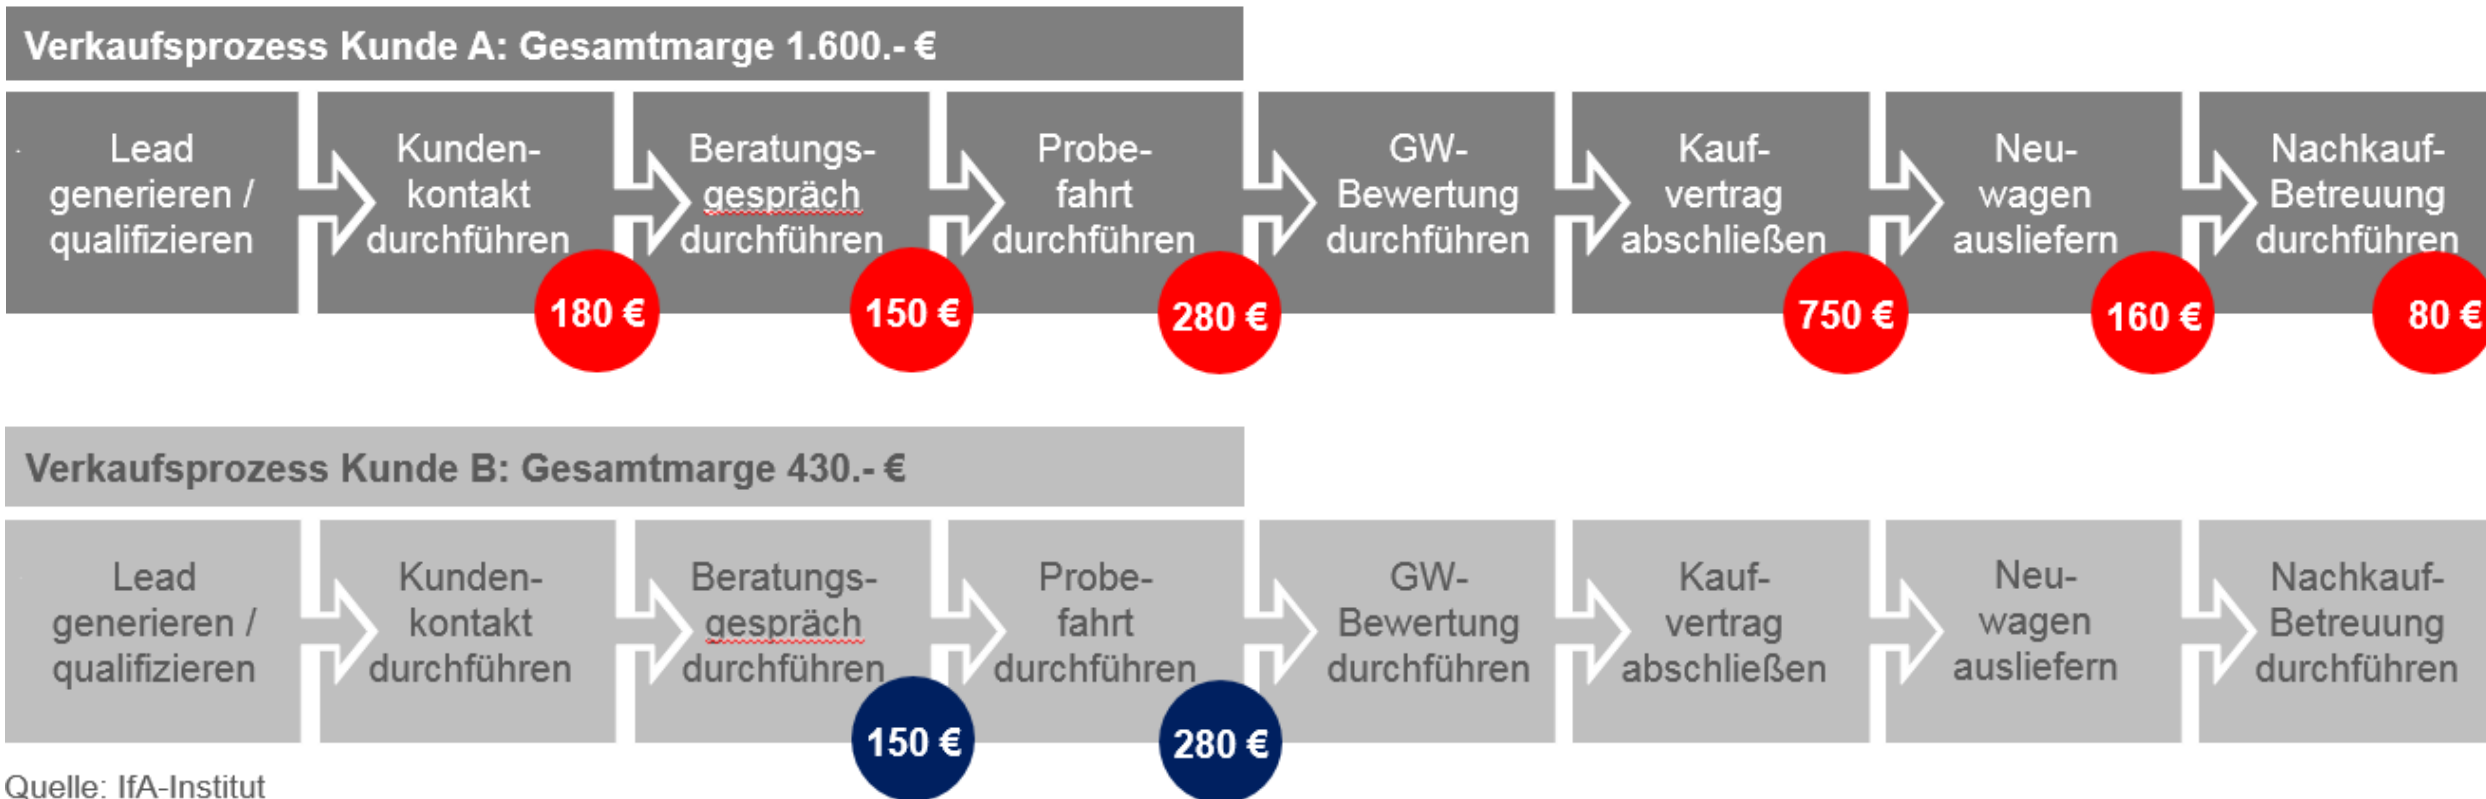 Verkaufsprozess Kunde A: Gesamtmarge 1.600.- €
Lead
generieren /
qualifizieren
Kunden-
kontakt
durchführen
180 €
Beratungs-
gespräch
durchführen
150 €
Probe-
fahrt
durchführen
280 €
GW-
Bewertung
durchführen
Kauf-
vertrag
abschließen
750 €
Neu-
wagen
ausliefern
160 €
Nachkauf-
Betreuung
durchführen
80 €
Verkaufsprozess Kunde B: Gesamtmarge 430.- €
Lead
generieren /
qualifizieren
Kunden-
kontakt
durchführen
Beratungs-
gespräch
durchführen
150 €
Probe-
fahrt
durchführen
280 €
GW-
Bewertung
durchführen
Kauf-
vertrag
abschließen
Neu-
wagen
ausliefern
Nachkauf-
Betreuung
durchführen
Quelle: IfA-Institut